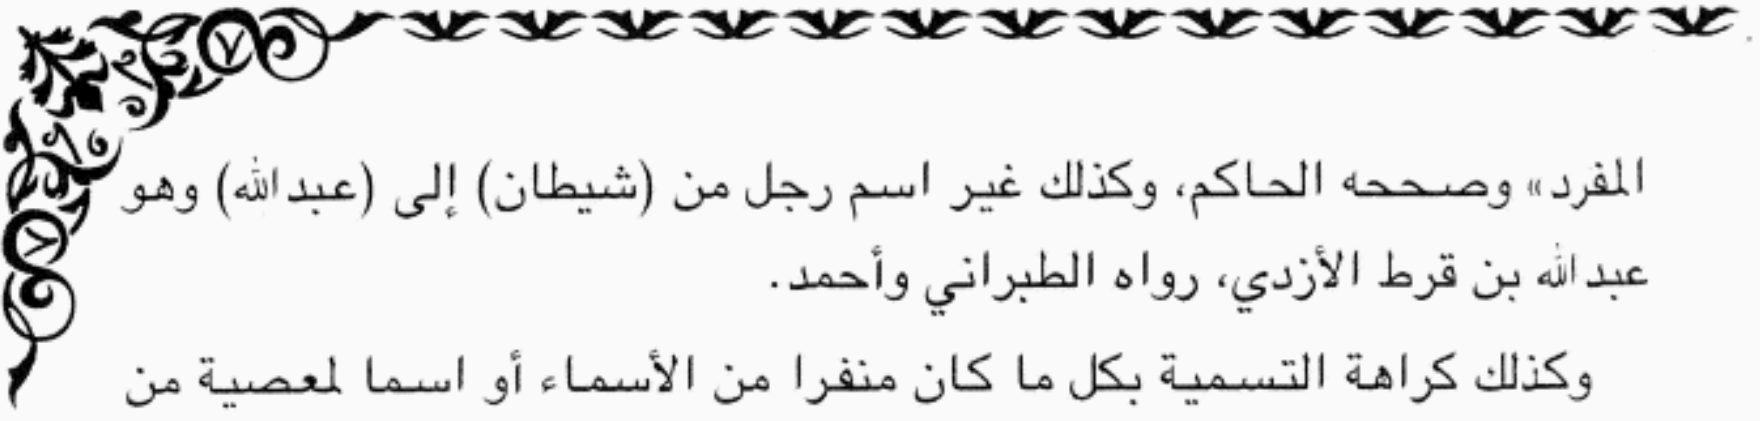 المفرد» وصححه الحاكم، وكذلك غير اسم رجل من (شيطان) إلى (عبدالله) وهو
عبدالله بن قرط الأزدي، رواه الطبراني وأحمد.
وكذلك كراهة التسمية بكل ما كان منفرا من الأسماء أو اسما لمعصية من